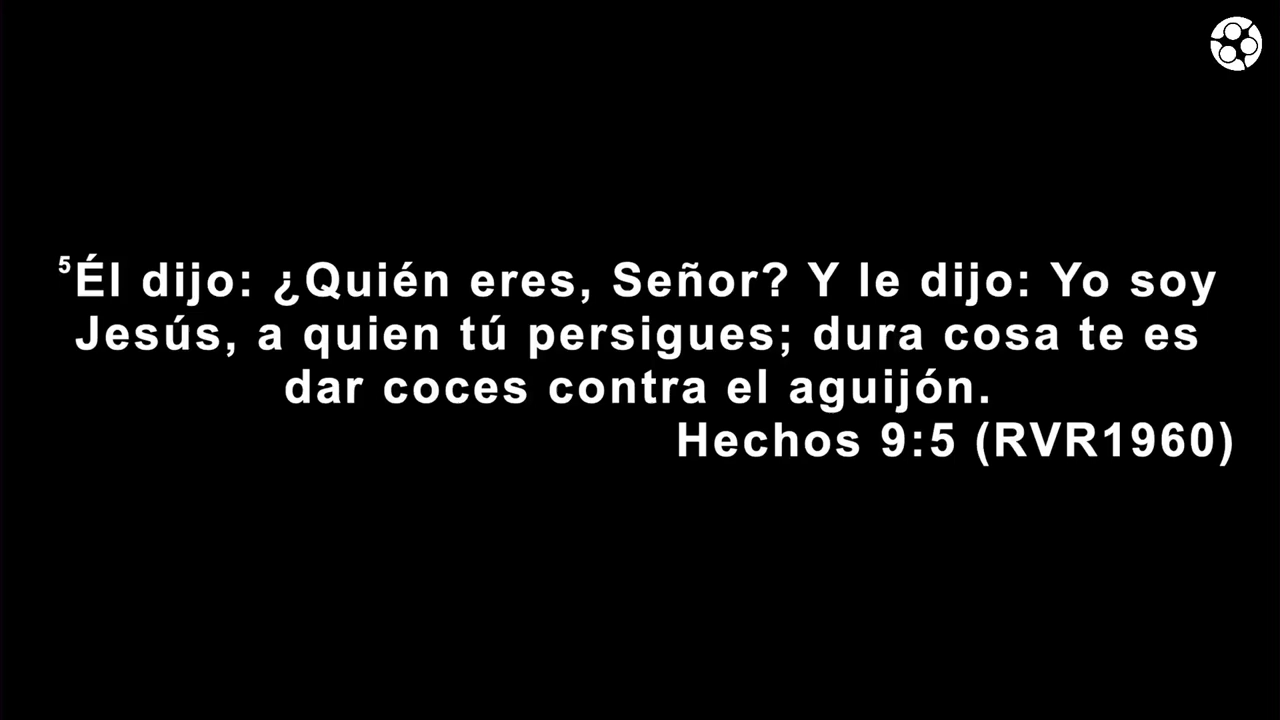 ⁵Él dijo: ¿Quién eres, Señor? Y le dijo: Yo soy
Jesús, a quien tú persigues; dura cosa te es
dar coces contra el aguijón.
Hechos 9:5 (RVR1960)